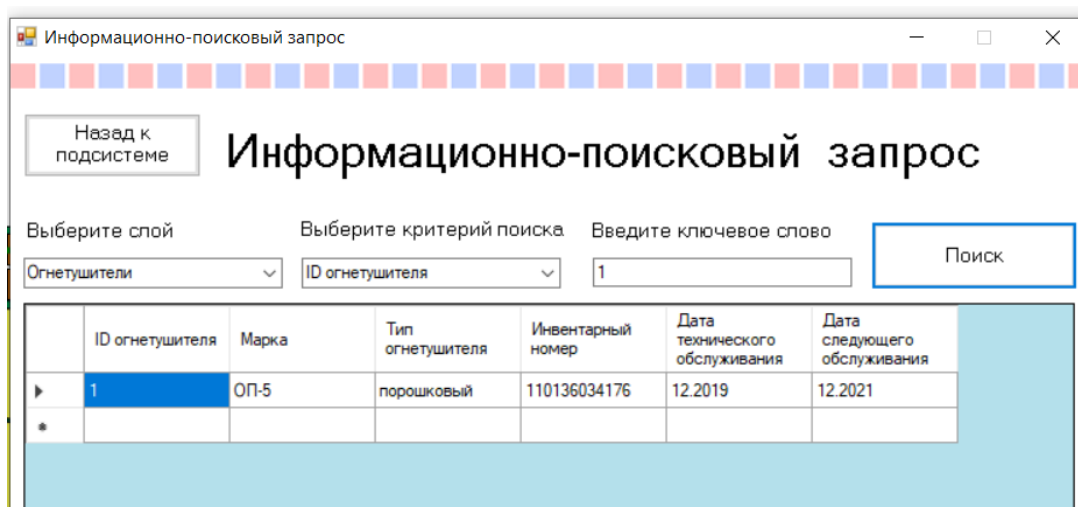 Информационно-поисковый запрос
Назад к
подсистеме
Информационно-поисковый запрос
Выберите слой
Выберите критерий поиска
Введите ключевое слово
Огнетушители
ID огнетушителя
1
Поиск
ID огнетушителя
Марка
Тип
огнетушителя
Инвентарный
номер
Дата
технического
обслуживания
Дата
следующего
обслуживания
1
ОП-5
порошковый
110136034176
12.2019
12.2021